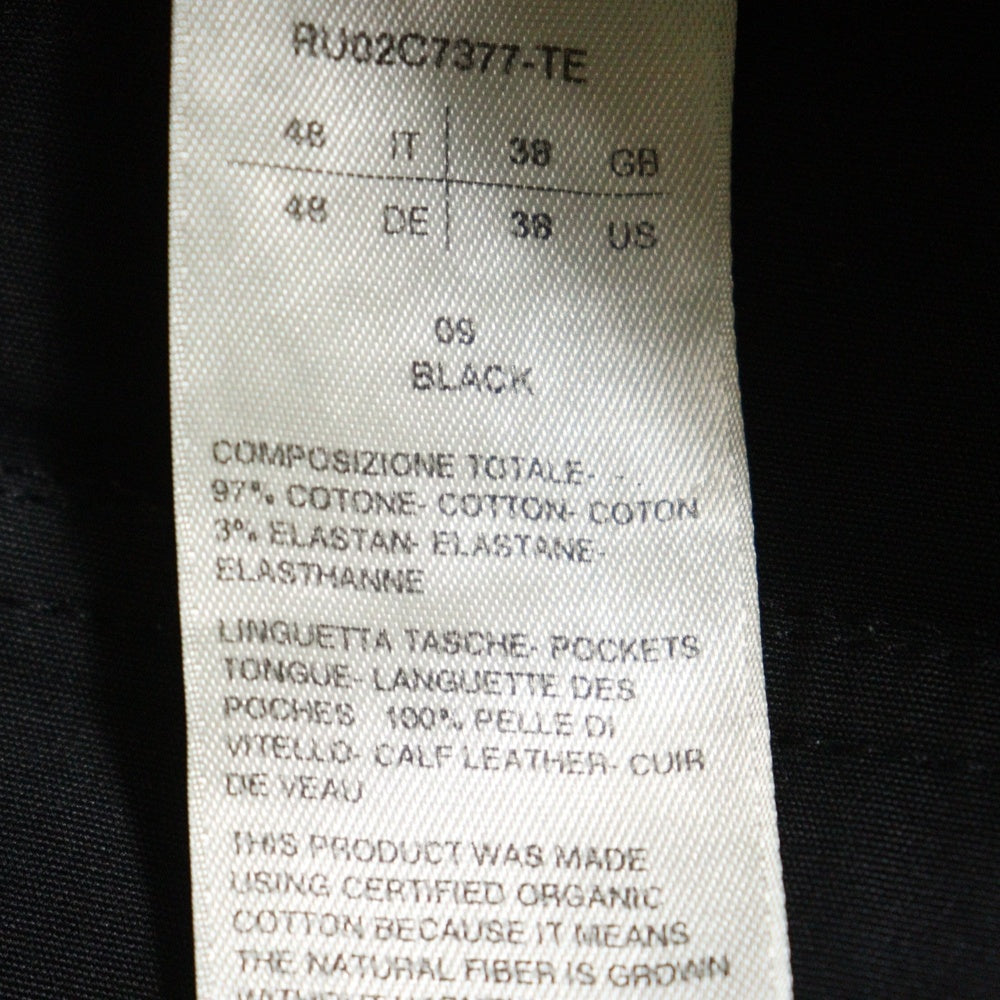 RU02C7377-TE
48 IT 38 GB
48 DE 38 US
09
BLACK
COMPOSIZIONE TOTALE-
97% COTONE- COTTON- COTON
3% ELASTAN- ELASTANE-
ELASTHANNE
LINGUETTA TASCHE- POCKETS
TONGUE- LANGUETTE DES
POCHES 100% PELLE DI
VITELLO- CALF LEATHER- CUIR
DE VEAU
THIS PRODUCT WAS MADE
USING CERTIFIED ORGANIC
COTTON BECAUSE IT MEANS
THE NATURAL FIBER IS GROWN
WITHOUT